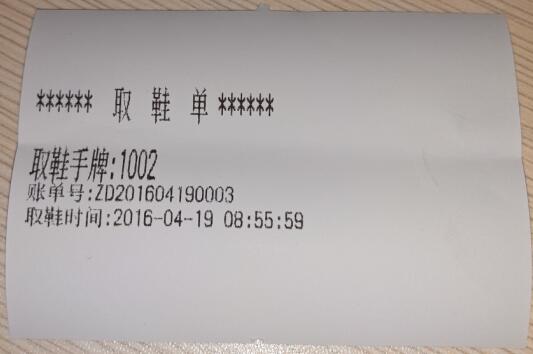 ****** 取 鞋 单 ******
取鞋手牌:1002
账单号:ZD201604190003
取鞋时间:2016-04-19 08:55:59